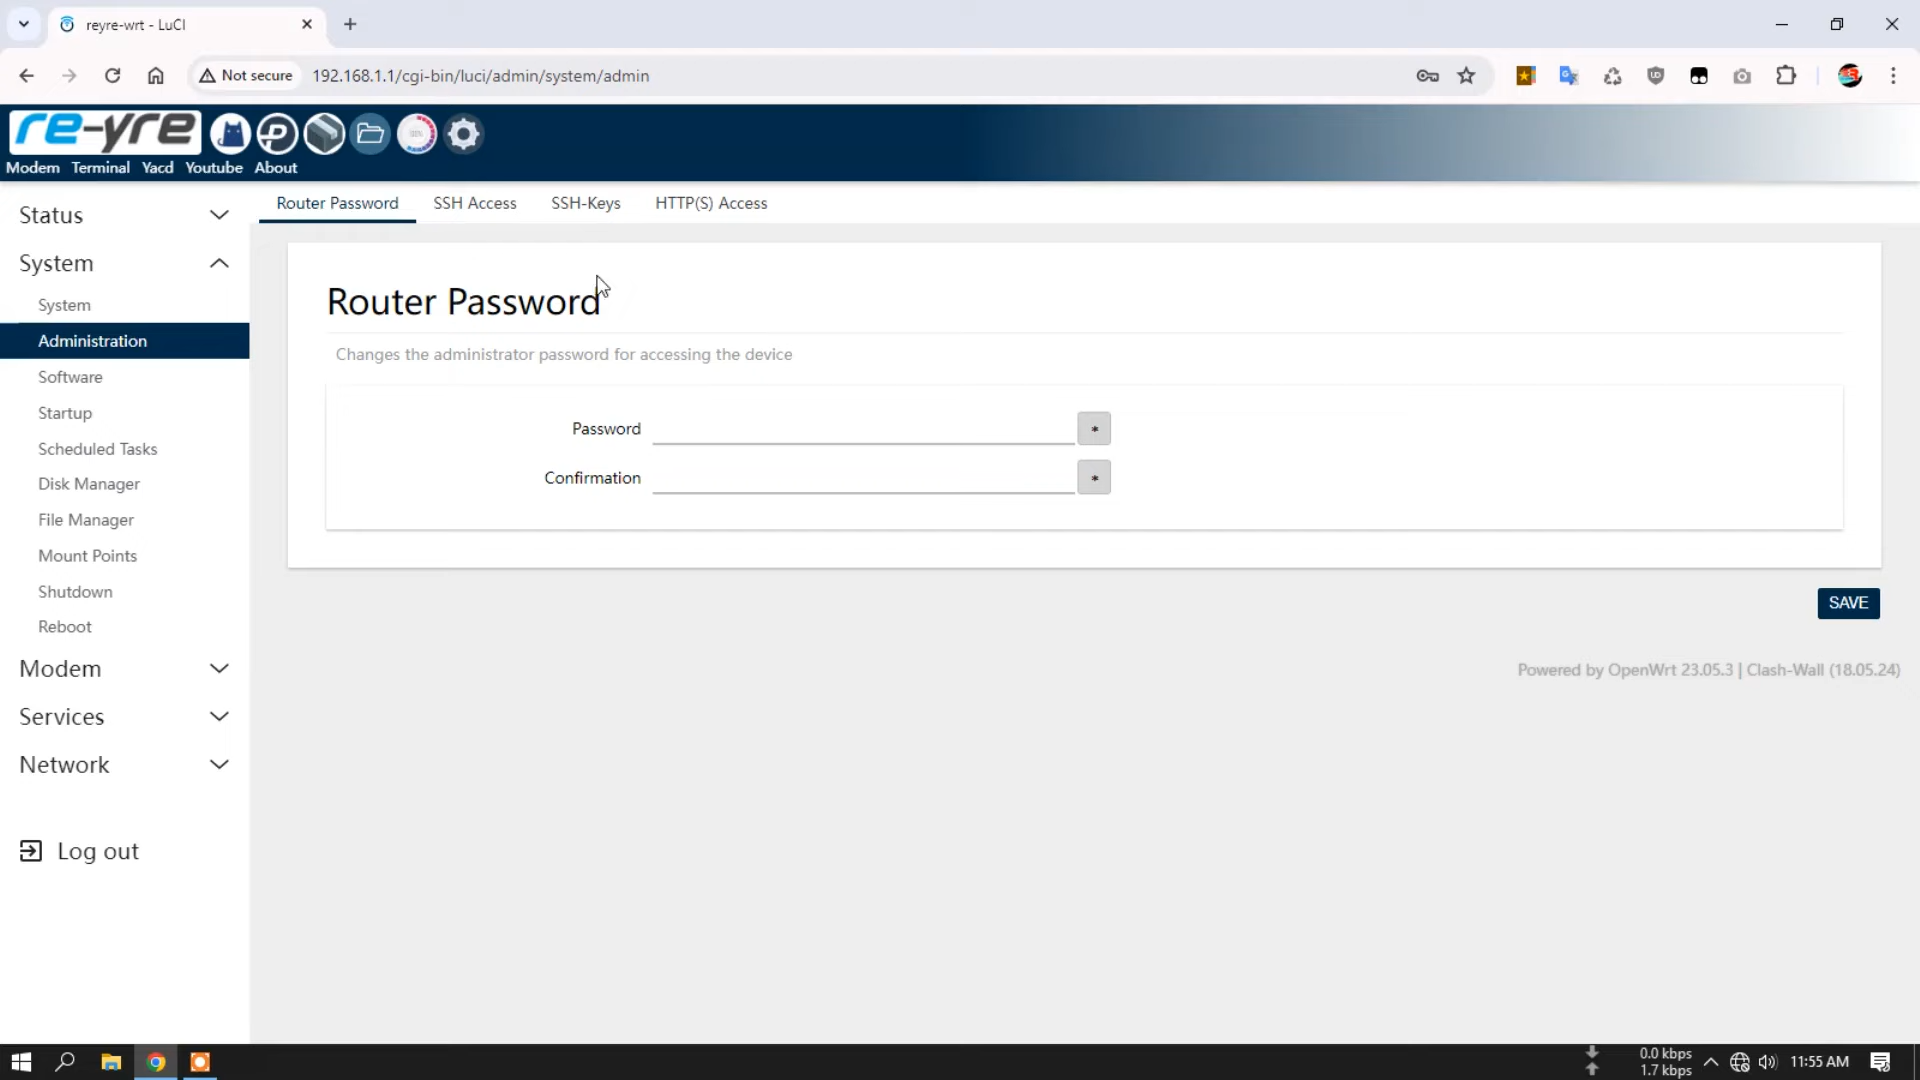 reyre-wrt - LuCI
Not secure
192.168.1.1/cgi-bin/luci/admin/system/admin
re-yre
Modem Terminal Yacd Youtube About
Router Password SSH Access SSH-Keys HTTP(S) Access
Status
System
System
Administration
Software
Startup
Scheduled Tasks
Disk Manager
File Manager
Mount Points
Shutdown
Reboot
Modem
Services
Network
Log out
Router Password
Changes the administrator password for accessing the device
Password
*
Confirmation
*
SAVE
Powered by OpenWrt 23.05.3 | Clash-Wall (18.05.24)
0.0 kbps
1.7 kbps
11:55 AM